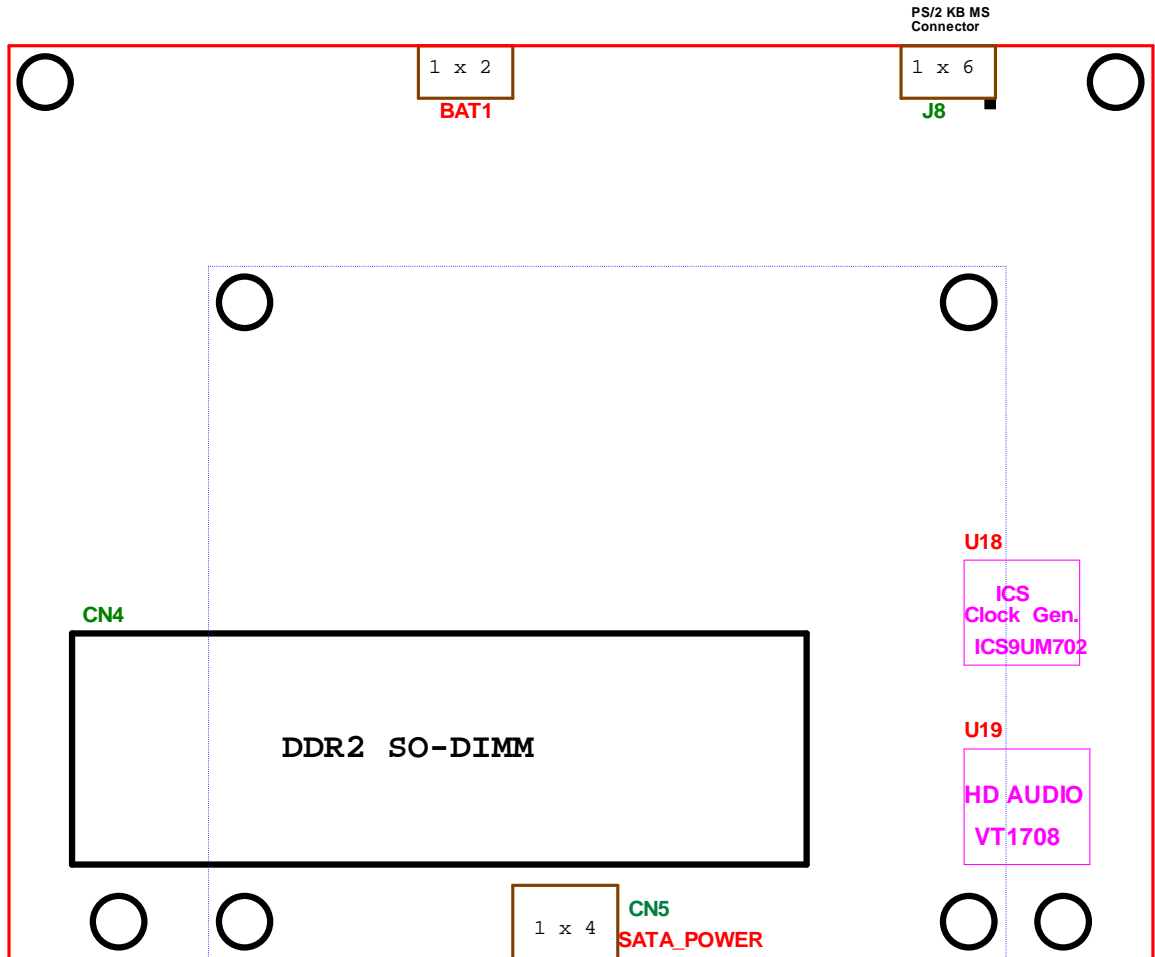 PS/2 KB MS
Connector
1 x 2
1 x 6
BAT1
J8
U18
ICS
Clock Gen.
ICS9UM702
CN4
DDR2 SO-DIMM
U19
HD AUDIO
VT1708
CN5
1 x 4
SATA_POWER